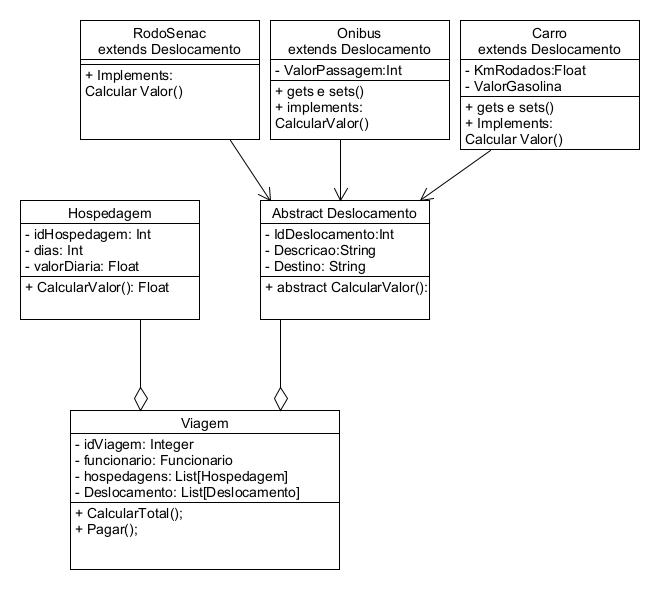 RodoSenac
extends Deslocamento
+ Implements:
Calcular Valor()
Onibus
extends Deslocamento
- ValorPassagem:Int
+ gets e sets()
+ implements:
CalcularValor()
Carro
extends Deslocamento
- KmRodados:Float
- ValorGasolina
+ gets e sets()
+ Implements:
Calcular Valor()
Hospedagem
- idHospedagem: Int
- dias: Int
- valorDiaria: Float
+ CalcularValor(): Float
Abstract Deslocamento
- IdDeslocamento:Int
- Descricao:String
- Destino: String
+ abstract CalcularValor():
Viagem
- idViagem: Integer
- funcionario: Funcionario
- hospedagens: List[Hospedagem]
- Deslocamento: List[Deslocamento]
+ CalcularTotal();
+ Pagar();